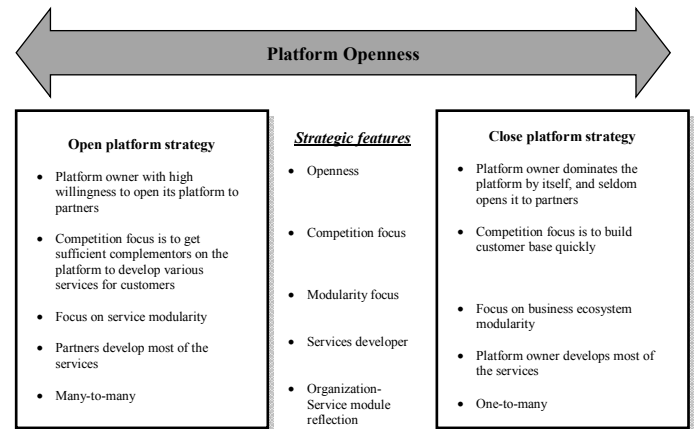 Platform Openness
Open platform strategy
• Platform owner with high
willingness to open its platform to
partners
• Competition focus is to get
sufficient complementors on the
platform to develop various
services for customers
• Focus on service modularity
• Partners develop most of the
services
• Many-to-many
Strategic features
• Openness
• Competition focus
• Modularity focus
• Services developer
• Organization-
Service module
reflection
Close platform strategy
• Platform owner dominates the
platform by itself, and seldom
opens it to partners
• Competition focus is to build
customer base quickly
• Focus on business ecosystem
modularity
• Platform owner develops most of
the services
• One-to-many